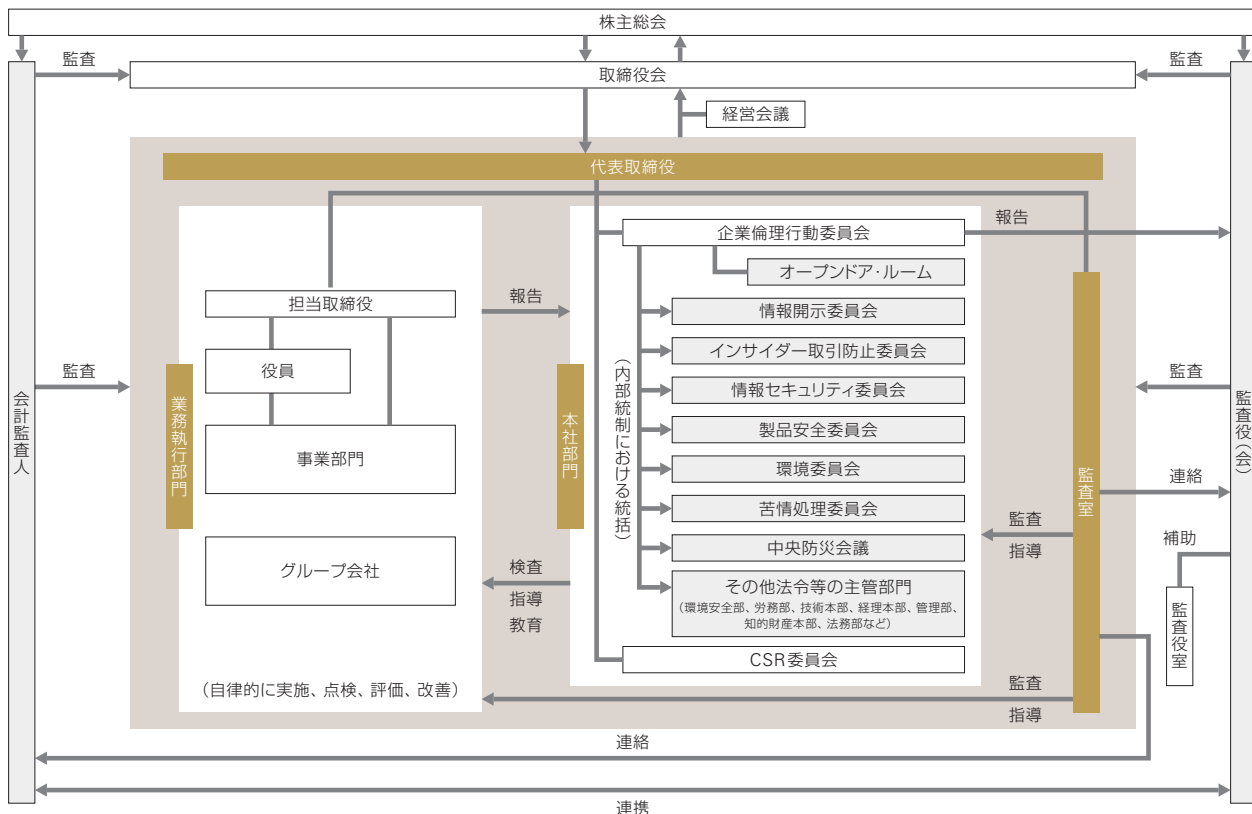 株主総会
監査
取締役会
監査
経営会議
代表取締役
企業倫理行動委員会
報告
オープンドア・ルーム
担当取締役
報告
情報開示委員会
役員
インサイダー取引防止委員会
監査
監査
情報セキュリティ委員会
会計監査人
業務執行部門
本社部門
(内部統制における統括)
監査室
監査役(会)
製品安全委員会
事業部門
環境委員会
連絡
苦情処理委員会
監査
指導
中央防災会議
補助
グループ会社
検査
指導
教育
その他法令等の主管部門
(環境安全部、労務部、技術本部、経理本部、管理部、
知的財産本部、法務部など)
監査役室
CSR委員会
(自律的に実施、点検、評価、改善)
監査
指導
連絡
連携